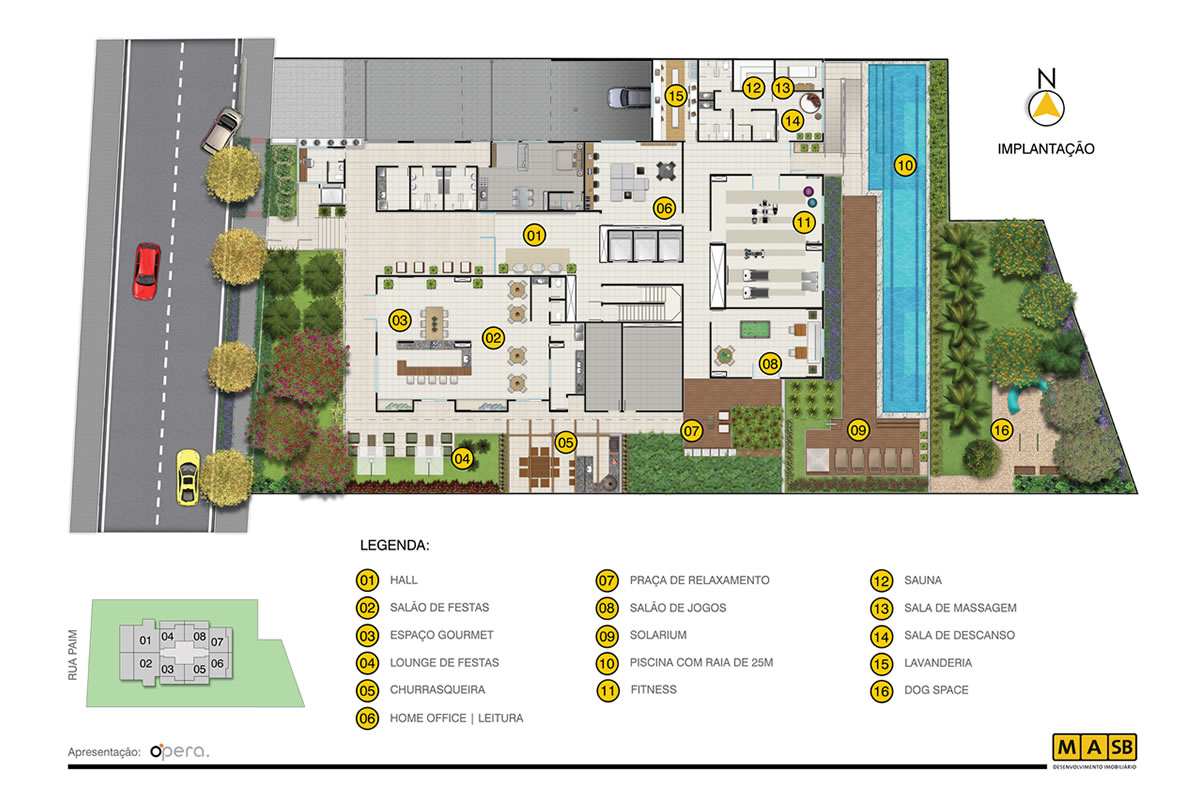 N
IMPLANTAÇÃO
15
12
13
14
10
06
11
01
03
02
08
07
09
16
05
04
LEGENDA:
01 HALL
02 SALÃO DE FESTAS
03 ESPAÇO GOURMET
04 LOUNGE DE FESTAS
05 CHURRASQUEIRA
06 HOME OFFICE | LEITURA
07 PRAÇA DE RELAXAMENTO
08 SALÃO DE JOGOS
09 SOLARIUM
10 PISCINA COM RAIA DE 25M
11 FITNESS
12 SAUNA
13 SALA DE MASSAGEM
14 SALA DE DESCANSO
15 LAVANDERIA
16 DOG SPACE
RUA PAIM
01 04 08 07
02 03 05 06
Apresentação: opera.
MASB
DESENVOLVIMENTO IMOBILIÁRIO